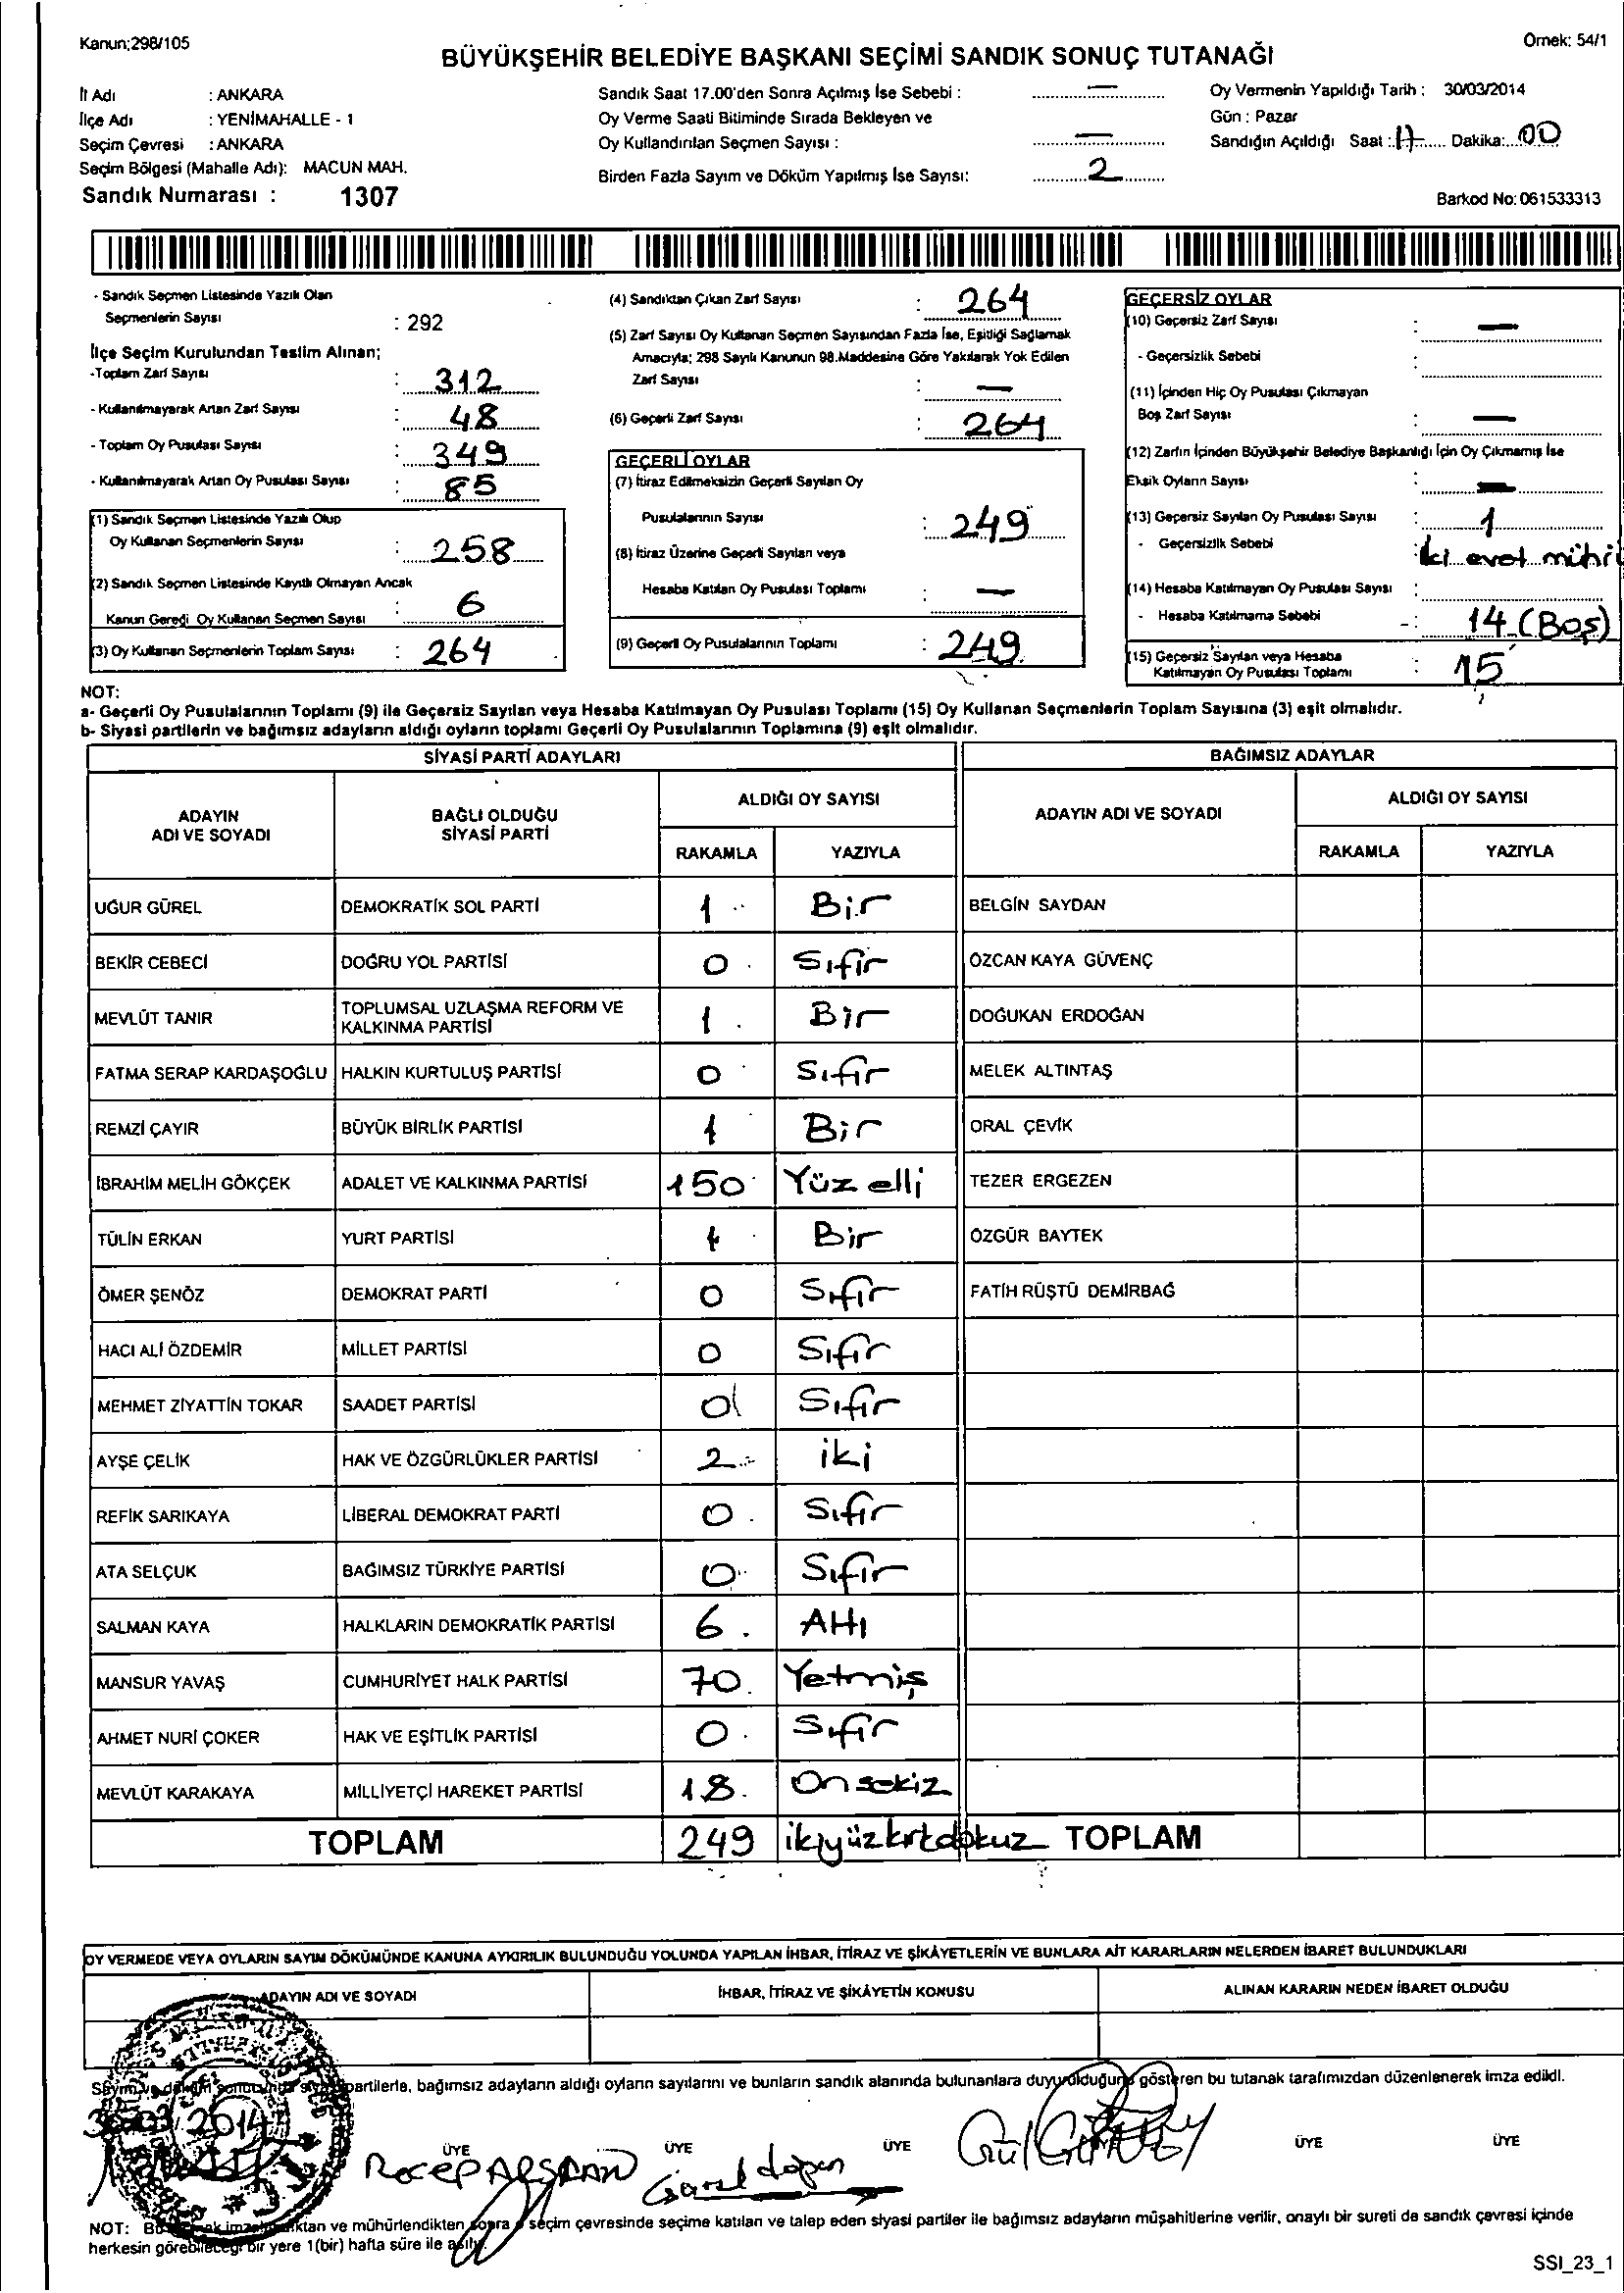 Kanun;298/105
Örnek: 54/1
BÜYÜKŞEHİR BELEDİYE BAŞKANI SEÇİMİ SANDIK SONUÇ TUTANAĞI
İl Adı : ANKARA
İlçe Adı : YENİMAHALLE - 1
Seçim Çevresi : ANKARA
Seçim Bölgesi (Mahalle Adı): MACUN MAH.
Sandık Numarası : 1307
Sandık Saat 17.00'den Sonra Açılmış İse Sebebi : —
Oy Verme Saati Bitiminde Sırada Bekleyen ve
Oy Kullandırılan Seçmen Sayısı : —
Birden Fazla Sayım ve Döküm Yapılmış İse Sayısı: 2
Oy Vermenin Yapıldığı Tarih : 30/03/2014
Gün : Pazar
Sandığın Açıldığı Saat : 17 Dakika: 00
Barkod No: 061533313
- Sandık Seçmen Listesinde Yazılı Olan
Seçmenlerin Sayısı : 292
İlçe Seçim Kurulundan Teslim Alınan;
-Toplam Zarf Sayısı : 312
- Kullanılmayarak Artan Zarf Sayısı : 48
- Toplam Oy Pusulası Sayısı : 349
- Kullanılmayarak Artan Oy Pusulası Sayısı : 85
(1) Sandık Seçmen Listesinde Yazılı Olup
Oy Kullanan Seçmenlerin Sayısı : 258
(2) Sandık Seçmen Listesinde Kayıtlı Olmayan Ancak
Kanun Gereği Oy Kullanan Seçmen Sayısı : 6
(3) Oy Kullanan Seçmenlerin Toplam Sayısı : 264
(4) Sandıktan Çıkan Zarf Sayısı : 264
(5) Zarf Sayısı Oy Kullanan Seçmen Sayısından Fazla İse, Eşitliği Sağlamak
Amacıyla; 298 Sayılı Kanunun 98.Maddesine Göre Yakılarak Yok Edilen
Zarf Sayısı : —
(6) Geçerli Zarf Sayısı : 264
GEÇERLİ OYLAR
(7) İtiraz Edilmeksizin Geçerli Sayılan Oy
Pusulalarının Sayısı : 249
(8) İtiraz Üzerine Geçerli Sayılan veya
Hesaba Katılan Oy Pusulası Toplamı : —
(9) Geçerli Oy Pusulalarının Toplamı : 249
GEÇERSİZ OYLAR
(10) Geçersiz Zarf Sayısı : —
- Geçersizlik Sebebi :
(11) İçinden Hiç Oy Pusulası Çıkmayan
Boş Zarf Sayısı : —
(12) Zarfın İçinden Büyükşehir Belediye Başkanlığı İçin Oy Çıkmamış İse
Eksik Oyların Sayısı : —
(13) Geçersiz Sayılan Oy Pusulası Sayısı : 1
- Geçersizlik Sebebi : iki evet mühri
(14) Hesaba Katılmayan Oy Pusulası Sayısı :
- Hesaba Katılmama Sebebi -: 14 (Boş)
(15) Geçersiz Sayılan veya Hesaba
Katılmayan Oy Pusulası Toplamı : 15
NOT:
a- Geçerli Oy Pusulalarının Toplamı (9) ile Geçersiz Sayılan veya Hesaba Katılmayan Oy Pusulası Toplamı (15) Oy Kullanan Seçmenlerin Toplam Sayısına (3) eşit olmalıdır.
b- Siyasi partilerin ve bağımsız adayların aldığı oyların toplamı Geçerli Oy Pusulalarının Toplamına (9) eşit olmalıdır.
SİYASİ PARTİ ADAYLARI
BAĞIMSIZ ADAYLAR
ADAYIN ADI VE SOYADI
BAĞLI OLDUĞU SİYASİ PARTİ
ALDIĞI OY SAYISI
RAKAMLA YAZIYLA
ADAYIN ADI VE SOYADI
ALDIĞI OY SAYISI
RAKAMLA YAZIYLA
UĞUR GÜREL DEMOKRATİK SOL PARTİ 1 Bir BELGİN SAYDAN
BEKİR CEBECİ DOĞRU YOL PARTİSİ 0 Sıfır ÖZCAN KAYA GÜVENÇ
MEVLÜT TANIR TOPLUMSAL UZLAŞMA REFORM VE KALKINMA PARTİSİ 1 Bir DOĞUKAN ERDOĞAN
FATMA SERAP KARDAŞOĞLU HALKIN KURTULUŞ PARTİSİ 0 Sıfır MELEK ALTINTAŞ
REMZİ ÇAYIR BÜYÜK BİRLİK PARTİSİ 1 Bir ORAL ÇEVİK
İBRAHİM MELİH GÖKÇEK ADALET VE KALKINMA PARTİSİ 150 Yüz elli TEZER ERGEZEN
TÜLİN ERKAN YURT PARTİSİ 1 Bir ÖZGÜR BAYTEK
ÖMER ŞENÖZ DEMOKRAT PARTİ 0 Sıfır FATİH RÜŞTÜ DEMİRBAĞ
HACI ALİ ÖZDEMİR MİLLET PARTİSİ 0 Sıfır
MEHMET ZİYATTİN TOKAR SAADET PARTİSİ 0 Sıfır
AYŞE ÇELİK HAK VE ÖZGÜRLÜKLER PARTİSİ 2 iki
REFİK SARIKAYA LİBERAL DEMOKRAT PARTİ 0 Sıfır
ATA SELÇUK BAĞIMSIZ TÜRKİYE PARTİSİ 0 Sıfır
SALMAN KAYA HALKLARIN DEMOKRATİK PARTİSİ 6 Altı
MANSUR YAVAŞ CUMHURİYET HALK PARTİSİ 70 Yetmiş
AHMET NURİ ÇOKER HAK VE EŞİTLİK PARTİSİ 0 Sıfır
MEVLÜT KARAKAYA MİLLİYETÇİ HAREKET PARTİSİ 18 On sekiz
TOPLAM 249 ikiyüzkırkdokuz TOPLAM
OY VERMEDE VEYA OYLARIN SAYIM DÖKÜMÜNDE KANUNA AYKIRILIK BULUNDUĞU YOLUNDA YAPILAN İHBAR, İTİRAZ VE ŞİKÂYETLERİN VE BUNLARA AİT KARARLARIN NELERDEN İBARET BULUNDUKLARI
ADAYIN ADI VE SOYADI
İHBAR, İTİRAZ VE ŞİKÂYETİN KONUSU
ALINAN KARARIN NEDEN İBARET OLDUĞU
Sayım ve döküm sonucunda siyasi partilerle, bağımsız adayların aldığı oyların sayılarını ve bunların sandık alanında bulunanlara duyurulduğunu gösteren bu tutanak tarafımızdan düzenlenerek imza edildi.
30.03.2014
ÜYE ÜYE ÜYE ÜYE ÜYE
Recep ARSLAN
NOT: Bu ve mühürlendikten sonra seçim çevresinde seçime katılan ve talep eden siyasi partiler ile bağımsız adayların müşahitlerine verilir, onaylı bir sureti de sandık çevresi içinde
herkesin görebileceği bir yere 1(bir) hafta süre ile asılır.
SSI_23_1